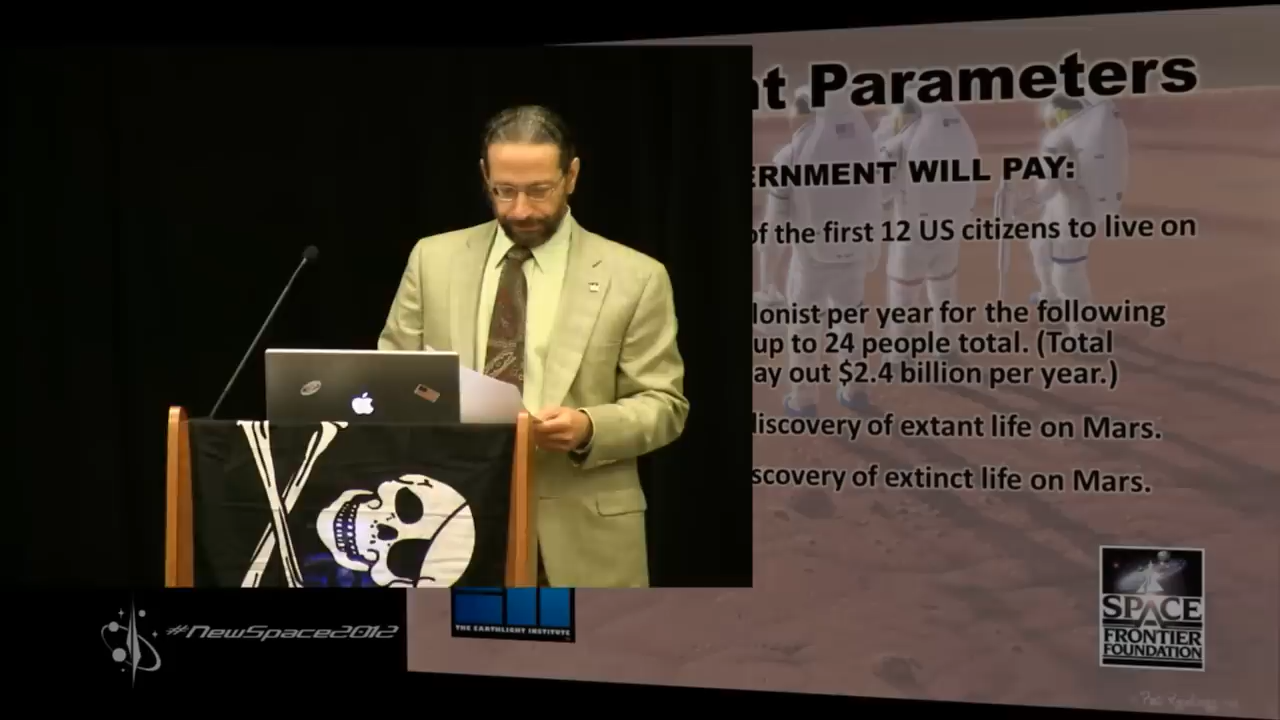 nt Parameters
ERNMENT WILL PAY:
of the first 12 US citizens to live on
lonist per year for the following
up to 24 people total. (Total
ay out $2.4 billion per year.)
discovery of extant life on Mars.
scovery of extinct life on Mars.
THE EARTHLIGHT INSTITUTE
SPACE
FRONTIER
FOUNDATION
#NewSpace2012